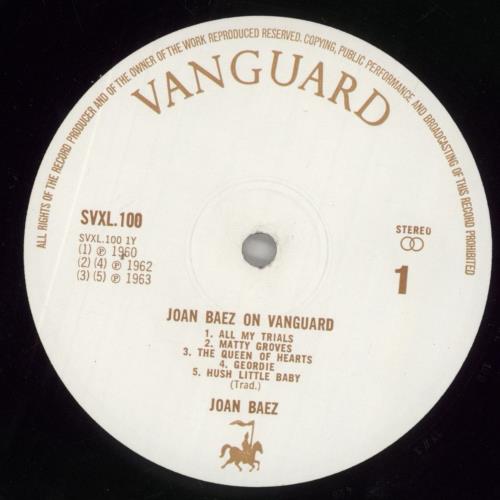 ALL RIGHTS OF THE RECORD PRODUCER AND OF THE OWNER OF THE WORK REPRODUCED RESERVED. COPYING, PUBLIC PERFORMANCE AND BROADCASTING OF THIS RECORD PROHIBITED
VANGUARD
SVXL.100
SVXL.100 1Y
(1) ℗ 1960
(2) (4) ℗ 1962
(3) (5) ℗ 1963
STEREO
1
JOAN BAEZ ON VANGUARD
1. ALL MY TRIALS
2. MATTY GROVES
3. THE QUEEN OF HEARTS
4. GEORDIE
5. HUSH LITTLE BABY
(Trad.)
JOAN BAEZ